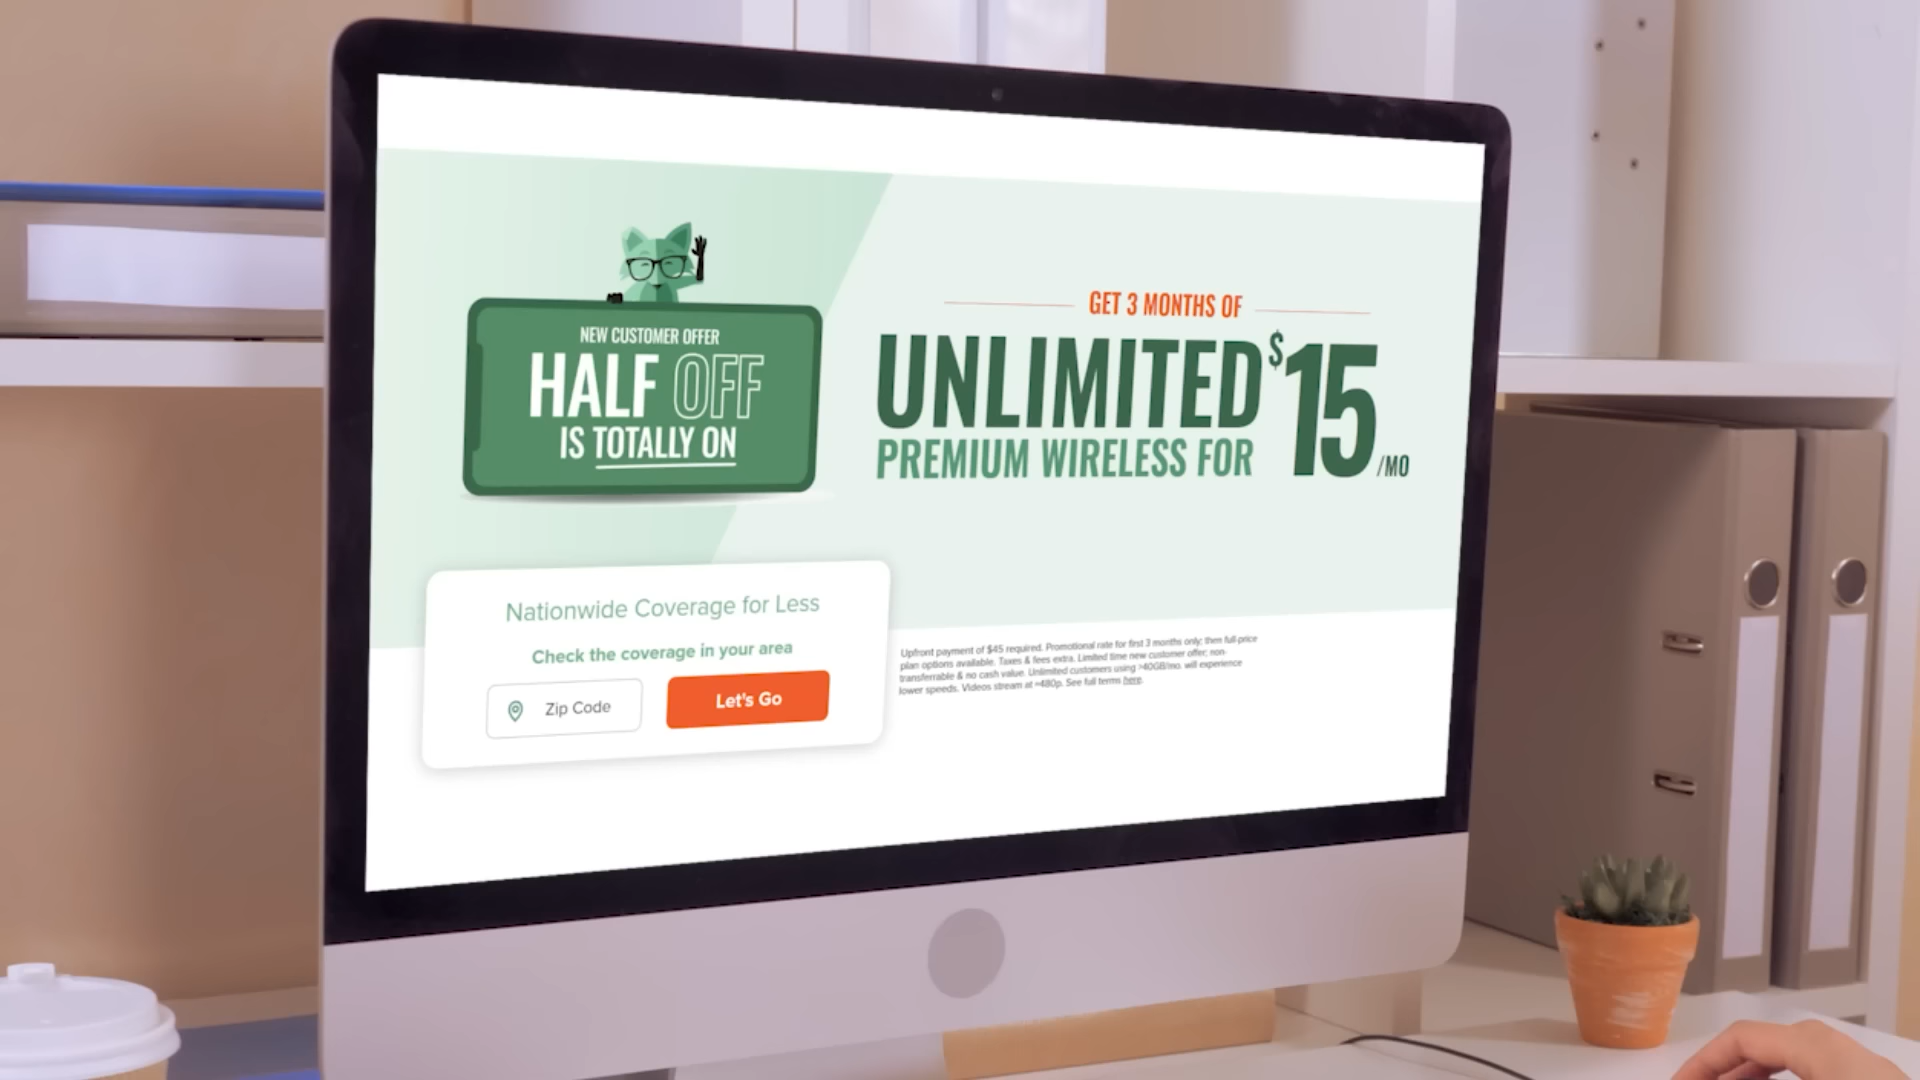 NEW CUSTOMER OFFER
HALF OFF
IS TOTALLY ON
GET 3 MONTHS OF
UNLIMITED $15
PREMIUM WIRELESS FOR /MO
Nationwide Coverage for Less
Check the coverage in your area
Zip Code
Let's Go
Upfront payment of $45 required. Promotional rate for first 3 months only; then full-price
plan options available. Taxes & fees extra. Limited time new customer offer; non-
transferrable & no cash value. Unlimited customers using >40GB/mo. will experience
lower speeds. Videos stream at ~480p. See full terms here.